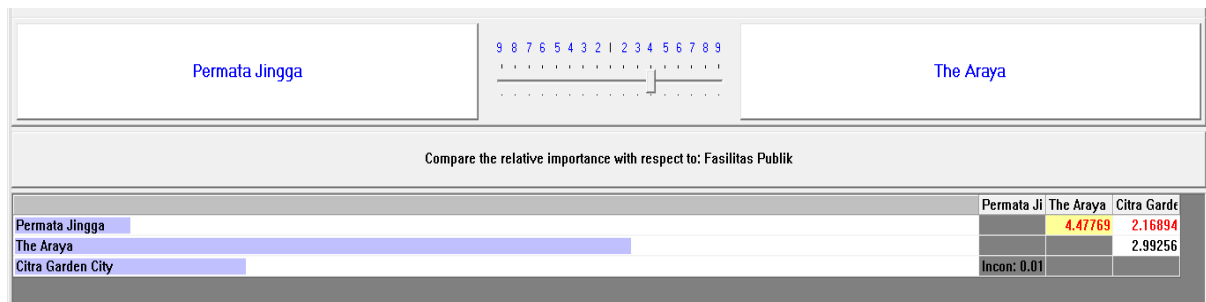 9 8 7 6 5 4 3 2 1 2 3 4 5 6 7 8 9
Permata Jingga The Araya
Compare the relative importance with respect to: Fasilitas Publik
Permata Ji The Araya Citra Garde
Permata Jingga 4.47769 2.16894
The Araya 2.99256
Citra Garden City Incon: 0.01